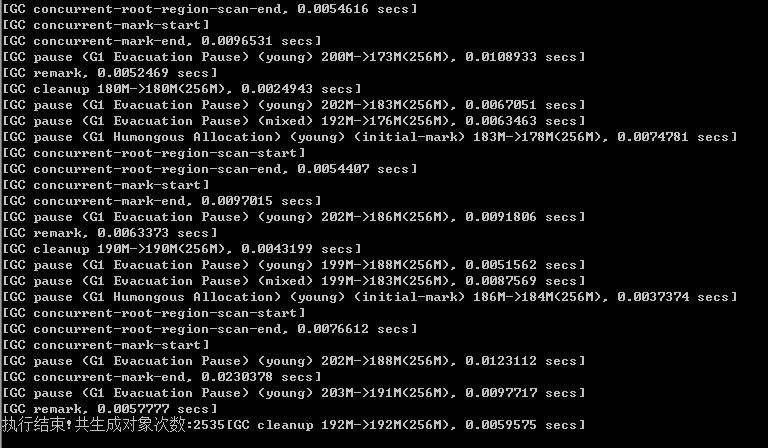 [GC concurrent-root-region-scan-end, 0.0054616 secs]
[GC concurrent-mark-start]
[GC concurrent-mark-end, 0.0096531 secs]
[GC pause (G1 Evacuation Pause) (young) 200M->173M(256M), 0.0108933 secs]
[GC remark, 0.0052469 secs]
[GC cleanup 180M->180M(256M), 0.0024943 secs]
[GC pause (G1 Evacuation Pause) (young) 202M->183M(256M), 0.0067051 secs]
[GC pause (G1 Evacuation Pause) (mixed) 192M->176M(256M), 0.0063463 secs]
[GC pause (G1 Humongous Allocation) (young) (initial-mark) 183M->178M(256M), 0.0074781 secs]
[GC concurrent-root-region-scan-start]
[GC concurrent-root-region-scan-end, 0.0054407 secs]
[GC concurrent-mark-start]
[GC concurrent-mark-end, 0.0097015 secs]
[GC pause (G1 Evacuation Pause) (young) 202M->186M(256M), 0.0091806 secs]
[GC remark, 0.0063373 secs]
[GC cleanup 190M->190M(256M), 0.0043199 secs]
[GC pause (G1 Evacuation Pause) (young) 199M->188M(256M), 0.0051562 secs]
[GC pause (G1 Evacuation Pause) (mixed) 199M->183M(256M), 0.0087569 secs]
[GC pause (G1 Humongous Allocation) (young) (initial-mark) 186M->184M(256M), 0.0037374 secs]
[GC concurrent-root-region-scan-start]
[GC concurrent-root-region-scan-end, 0.0076612 secs]
[GC concurrent-mark-start]
[GC pause (G1 Evacuation Pause) (young) 202M->188M(256M), 0.0123112 secs]
[GC concurrent-mark-end, 0.0230378 secs]
[GC pause (G1 Evacuation Pause) (young) 203M->191M(256M), 0.0097717 secs]
[GC remark, 0.0057777 secs]
执行结束!共生成对象次数:2535[GC cleanup 192M->192M(256M), 0.0059575 secs]